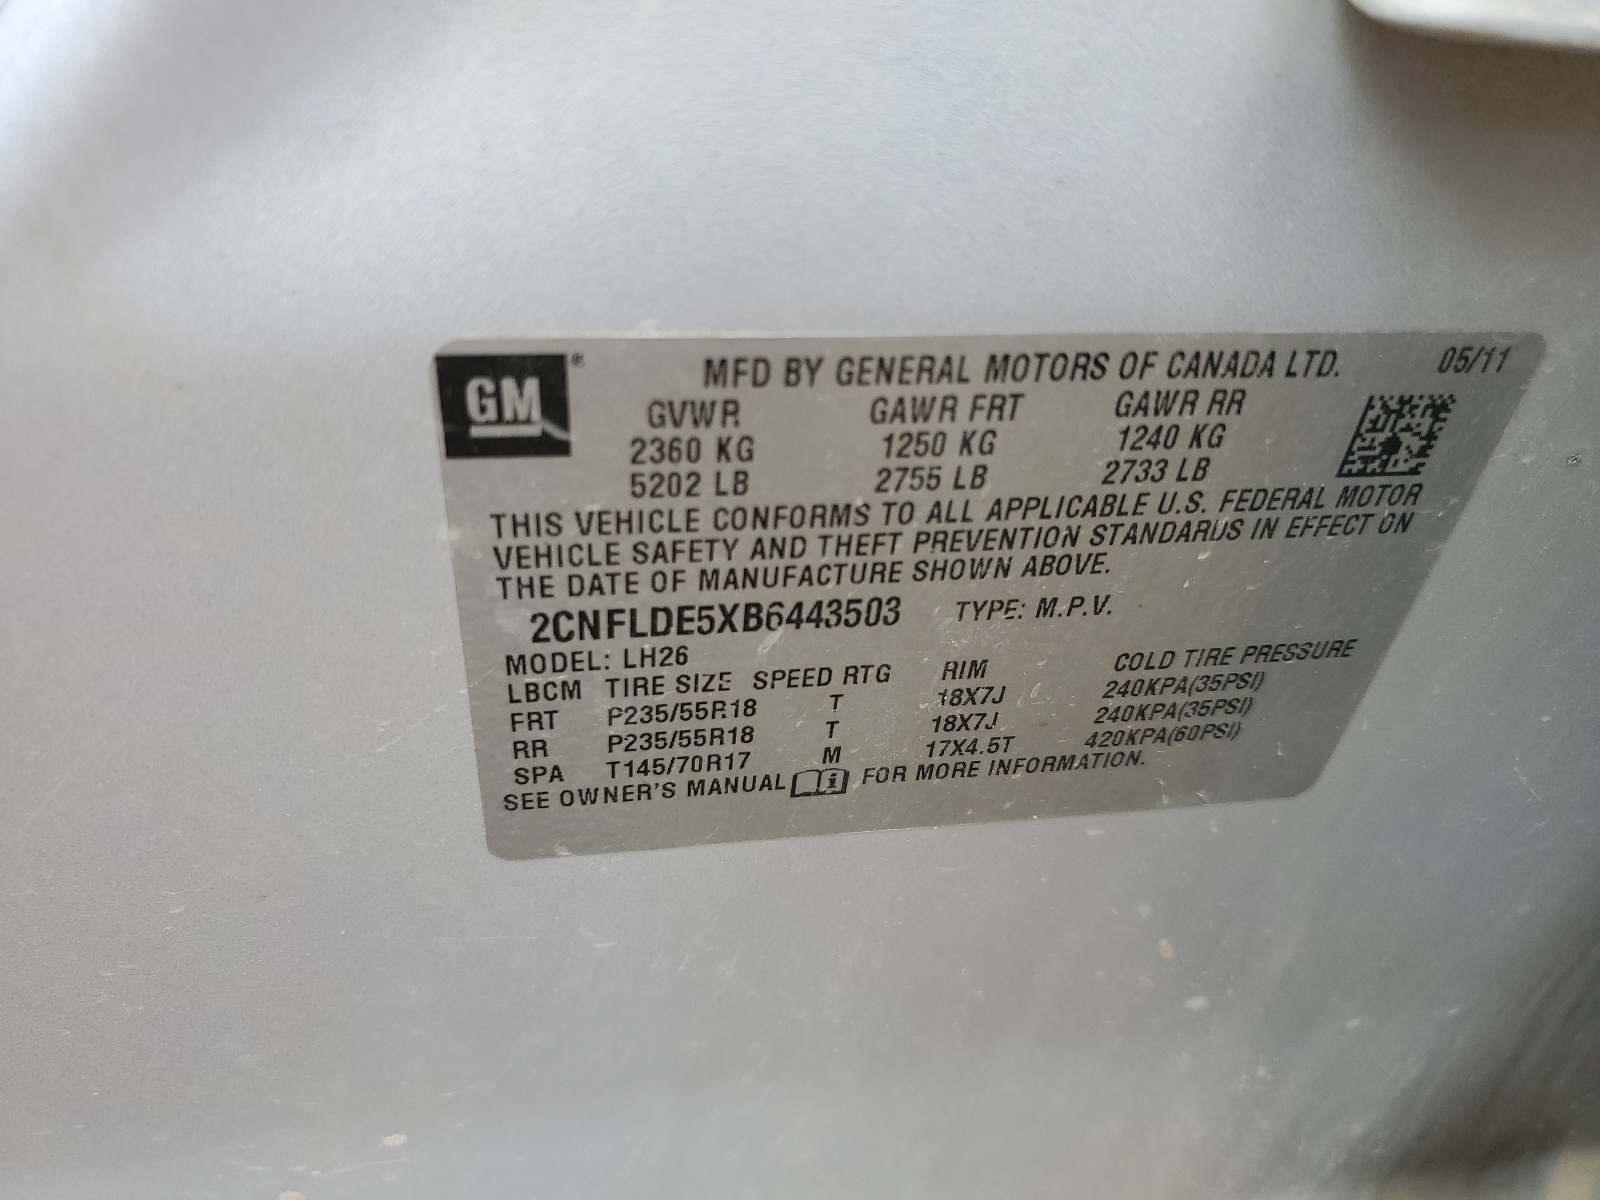 GM ® MFD BY GENERAL MOTORS OF CANADA LTD. 05/11
GVWR GAWR FRT GAWR RR
2360 KG 1250 KG 1240 KG
5202 LB 2755 LB 2733 LB
THIS VEHICLE CONFORMS TO ALL APPLICABLE U.S. FEDERAL MOTOR
VEHICLE SAFETY AND THEFT PREVENTION STANDARDS IN EFFECT ON
THE DATE OF MANUFACTURE SHOWN ABOVE.
2CNFLDE5XB6443503 TYPE: M.P.V.
MODEL: LH26
LBCM TIRE SIZE SPEED RTG RIM COLD TIRE PRESSURE
FRT P235/55R18 T 18X7J 240KPA(35PSI)
RR P235/55R18 T 18X7J 240KPA(35PSI)
SPA T145/70R17 M 17X4.5T 420KPA(60PSI)
SEE OWNER'S MANUAL i FOR MORE INFORMATION.